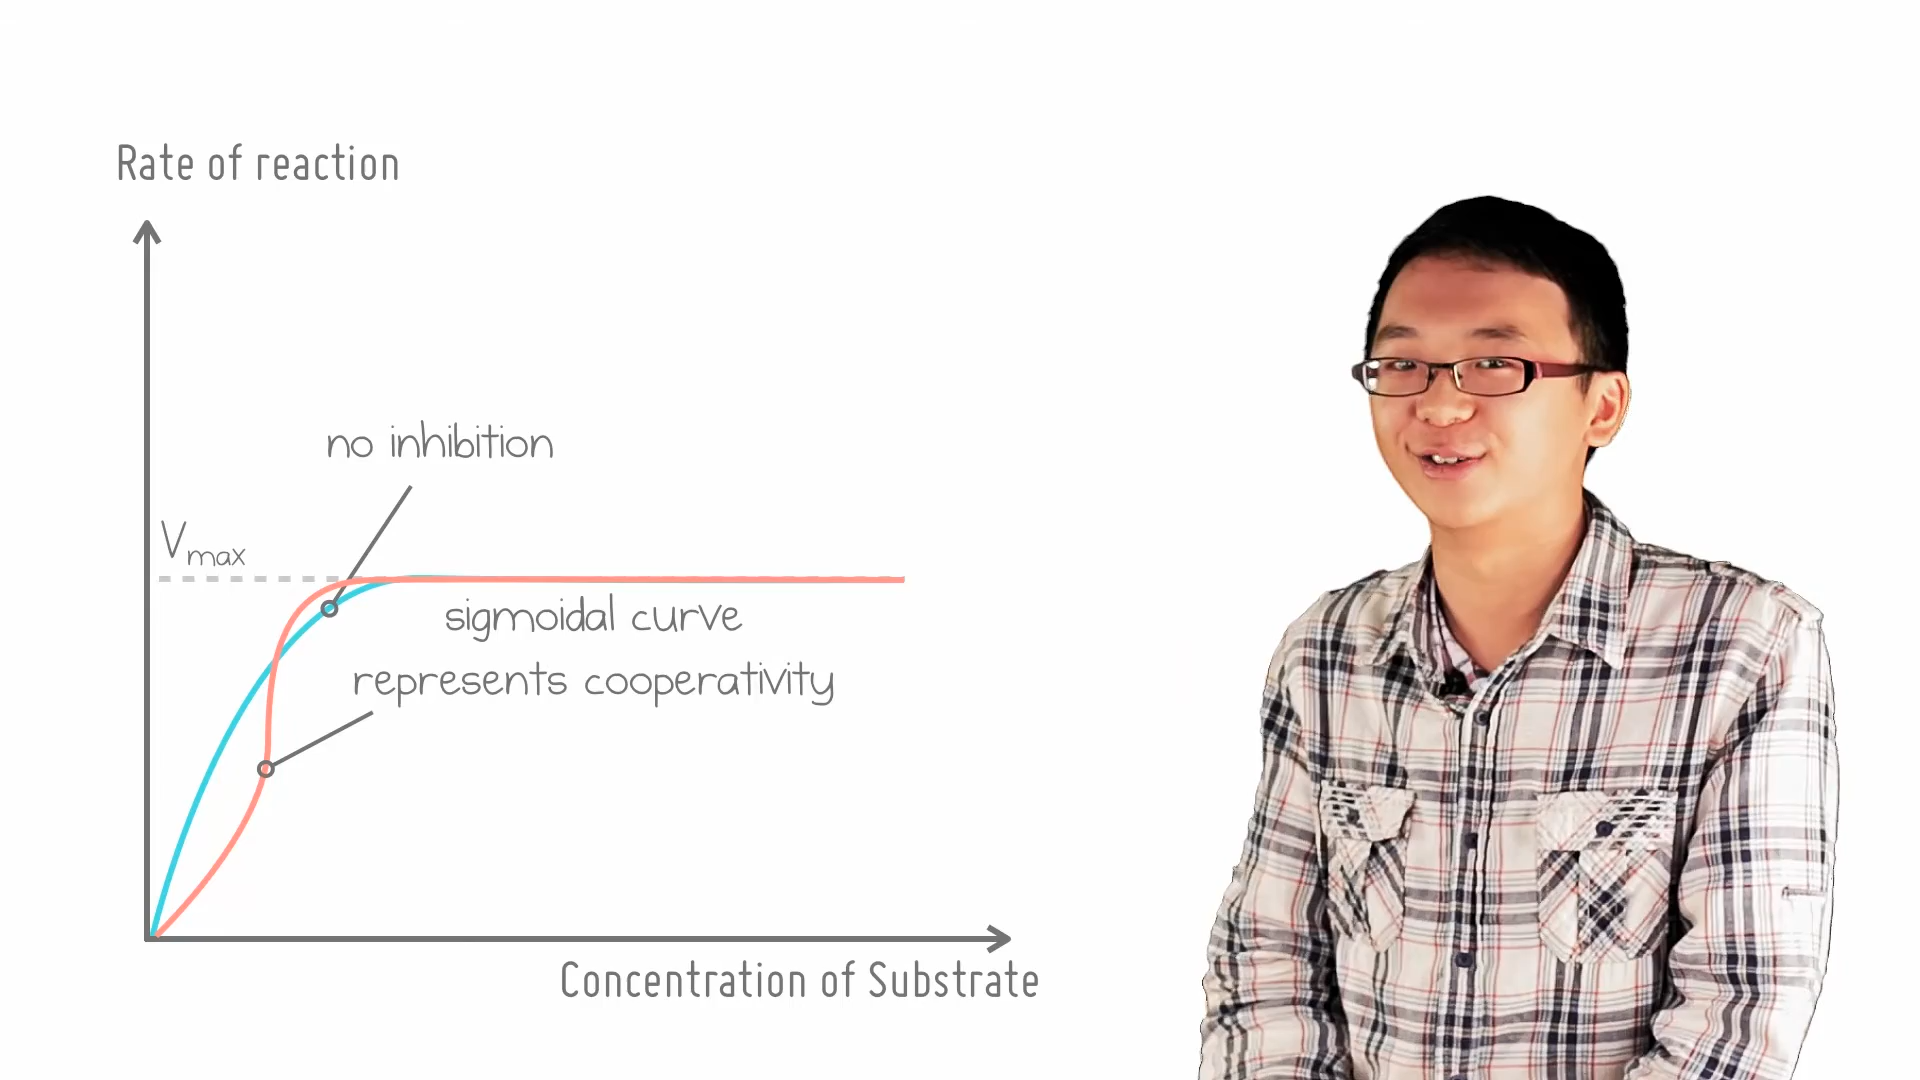 Rate of reaction
no inhibition
Vmax
sigmoidal curve
represents cooperativity
Concentration of Substrate